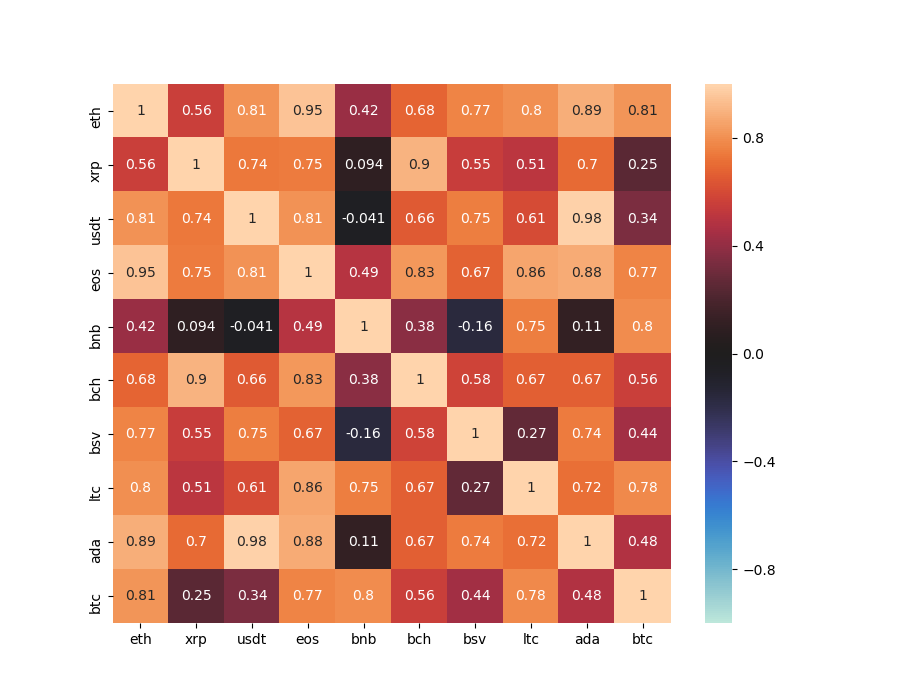 eth 1 0.56 0.81 0.95 0.42 0.68 0.77 0.8 0.89 0.81
xrp 0.56 1 0.74 0.75 0.094 0.9 0.55 0.51 0.7 0.25
usdt 0.81 0.74 1 0.81 -0.041 0.66 0.75 0.61 0.98 0.34
eos 0.95 0.75 0.81 1 0.49 0.83 0.67 0.86 0.88 0.77
bnb 0.42 0.094 -0.041 0.49 1 0.38 -0.16 0.75 0.11 0.8
bch 0.68 0.9 0.66 0.83 0.38 1 0.58 0.67 0.67 0.56
bsv 0.77 0.55 0.75 0.67 -0.16 0.58 1 0.27 0.74 0.44
ltc 0.8 0.51 0.61 0.86 0.75 0.67 0.27 1 0.72 0.78
ada 0.89 0.7 0.98 0.88 0.11 0.67 0.74 0.72 1 0.48
btc 0.81 0.25 0.34 0.77 0.8 0.56 0.44 0.78 0.48 1
eth xrp usdt eos bnb bch bsv ltc ada btc
0.8
0.4
0.0
−0.4
−0.8